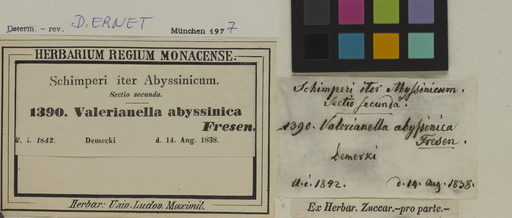 Determ. – rev. D. ERNET München 1977
HERBARIUM REGIUM MONACENSE.
Schimperi iter Abyssinicum.
Sectio secunda.
1390. Valerianella abyssinica
Fresen.
U. i. 1842. Demerki d. 14. Aug. 1838.
Herbar. Univ. Ludov. Maximil.
Schimperi iter Abyssinicum.
Sectio secunda.
1390. Valerianella abyssinica
Fresen.
Demerki
U. i. 1842. d. 14. Aug. 1838.
Ex Herbar. Zuccar. – pro parte. –